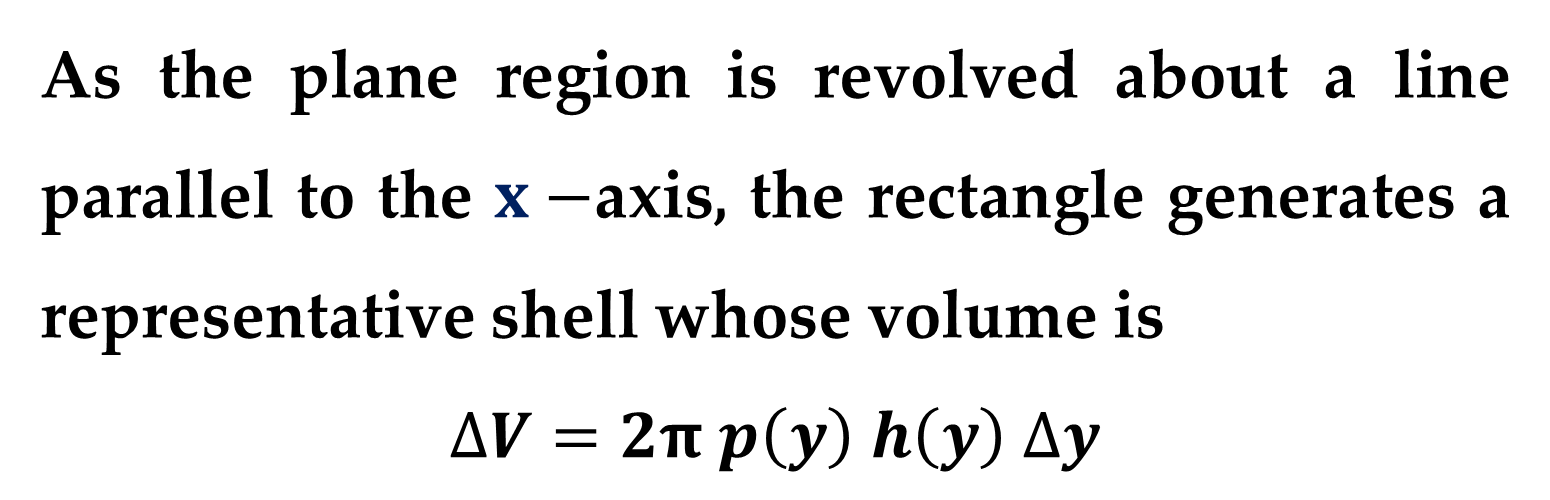 As the plane region is revolved about a line
parallel to the x −axis, the rectangle generates a
representative shell whose volume is
ΔV = 2π p(y) h(y) Δy